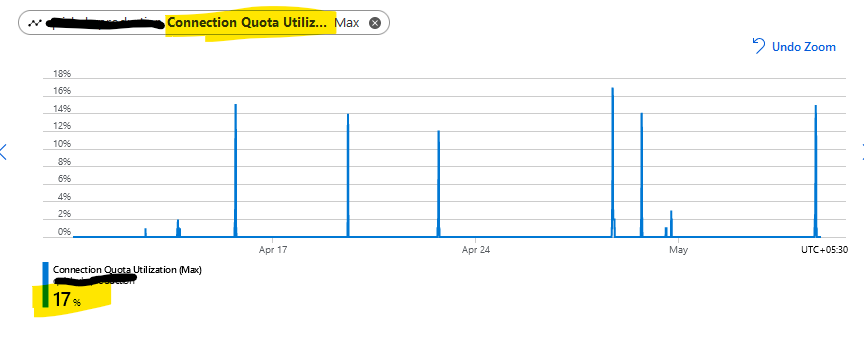 Connection Quota Utiliz... Max
Undo Zoom
18%
16%
14%
12%
10%
8%
6%
4%
2%
0%
Apr 17 Apr 24 May UTC+05:30
Connection Quota Utilization (Max)
17 %